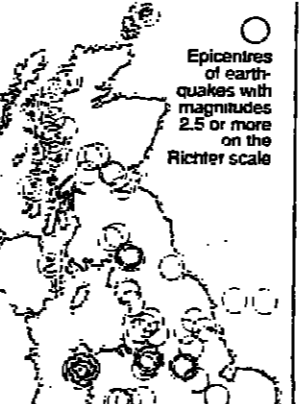 Epicentres
of earth-
quakes with
magnitudes
2.5 or more
on the
Richter scale